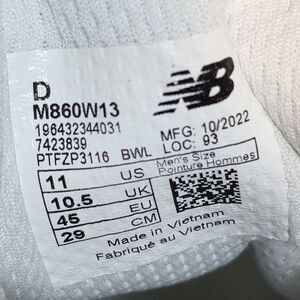 D
M860W13
NB
196432344031
7423839
PTFZP3116 BWL
MFG: 10/2022
LOC: 93
11 US
10.5 UK
45 EU
29 CM
Men's Size
Pointure Hommes
Made in Vietnam
Fabriqué au Vietnam